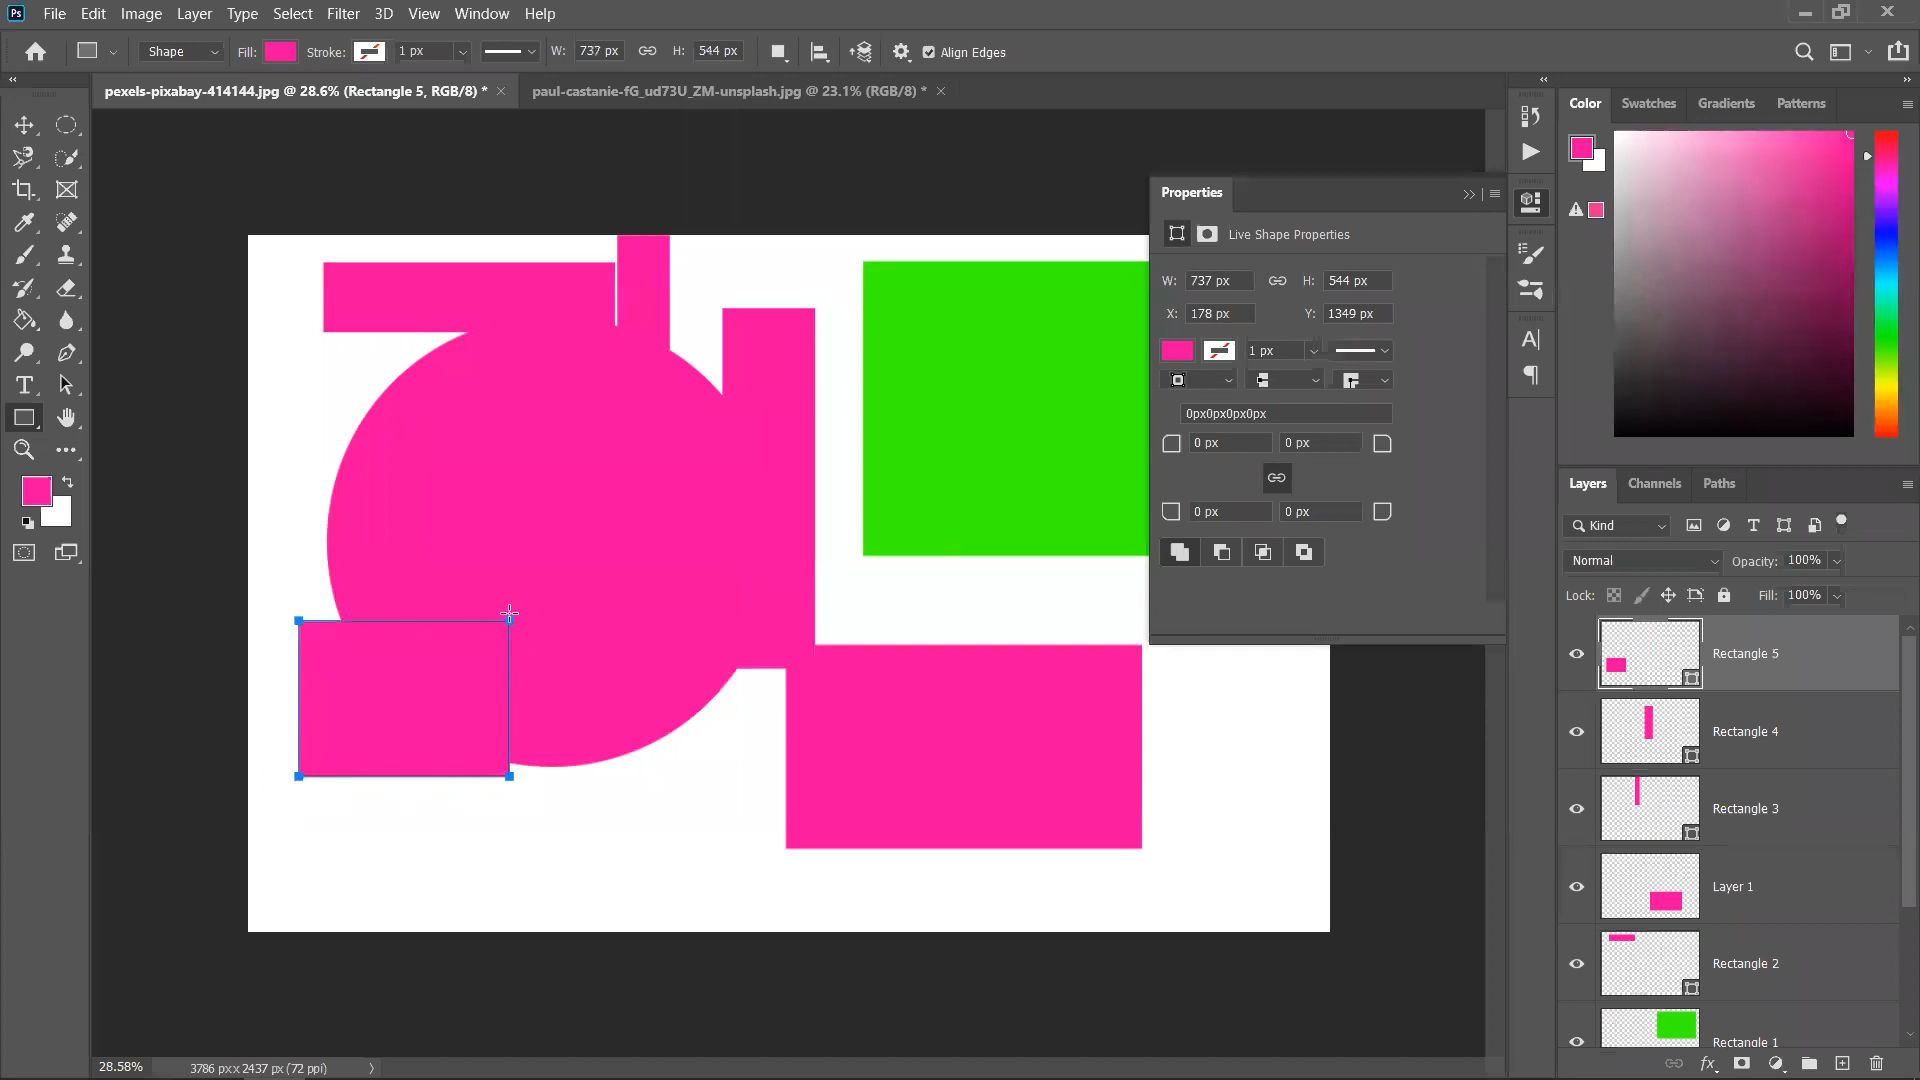 Ps File Edit Image Layer Type Select Filter 3D View Window Help
Shape Fill: Stroke: 1 px W: 737 px H: 544 px Align Edges
pexels-pixabay-414144.jpg @ 28.6% (Rectangle 5, RGB/8) *
paul-castanie-fG_ud73U_ZM-unsplash.jpg @ 23.1% (RGB/8) *
Properties
Live Shape Properties
W: 737 px H: 544 px
X: 178 px Y: 1349 px
1 px
0px0px0px0px
0 px 0 px
0 px 0 px
Color Swatches Gradients Patterns
Layers Channels Paths
Kind
Normal Opacity: 100%
Lock: Fill: 100%
Rectangle 5
Rectangle 4
Rectangle 3
Layer 1
Rectangle 2
Rectangle 1
fx
28.58% 3786 px x 2437 px (72 ppi)